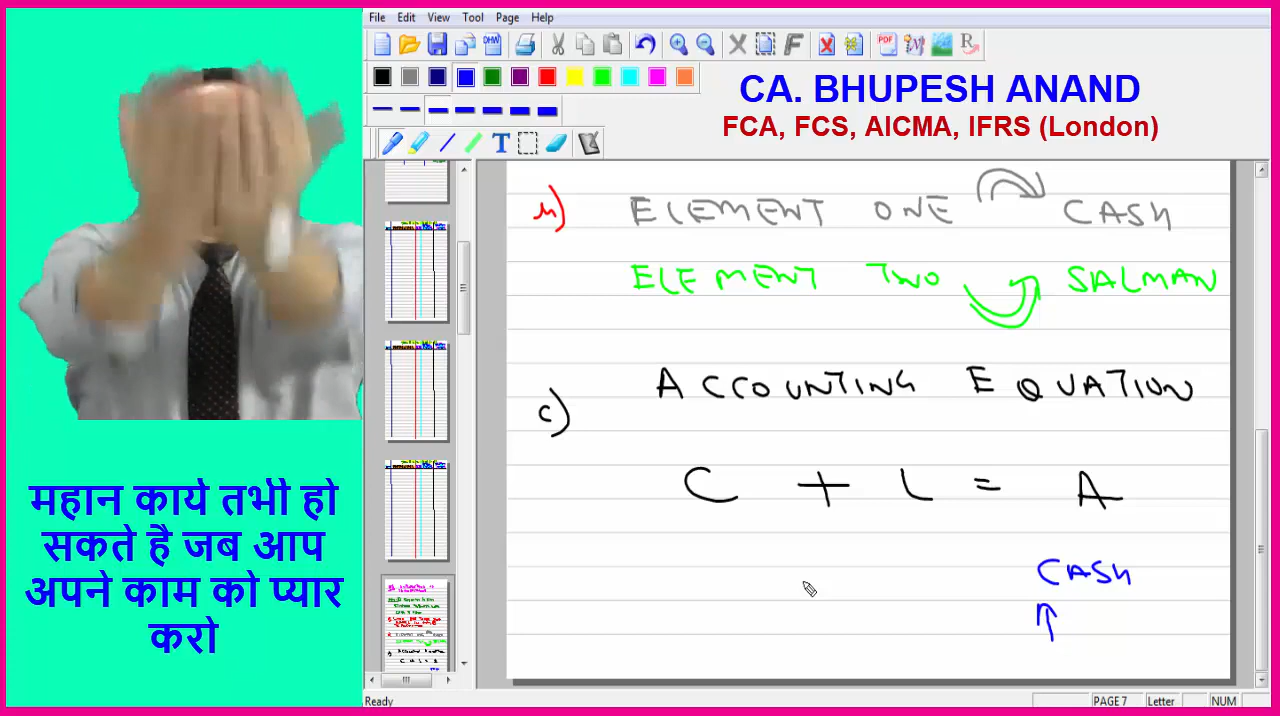 File Edit View Tool Page Help
CA. BHUPESH ANAND
FCA, FCS, AICMA, IFRS (London)
ELEMENT ONE CASH
ELEMENT TWO SALMAN
c) ACCOUNTING EQUATION
C + L = A
CASH
महान कार्य तभी हो
सकते है जब आप
अपने काम को प्यार
करो
Ready PAGE 7 Letter NUM